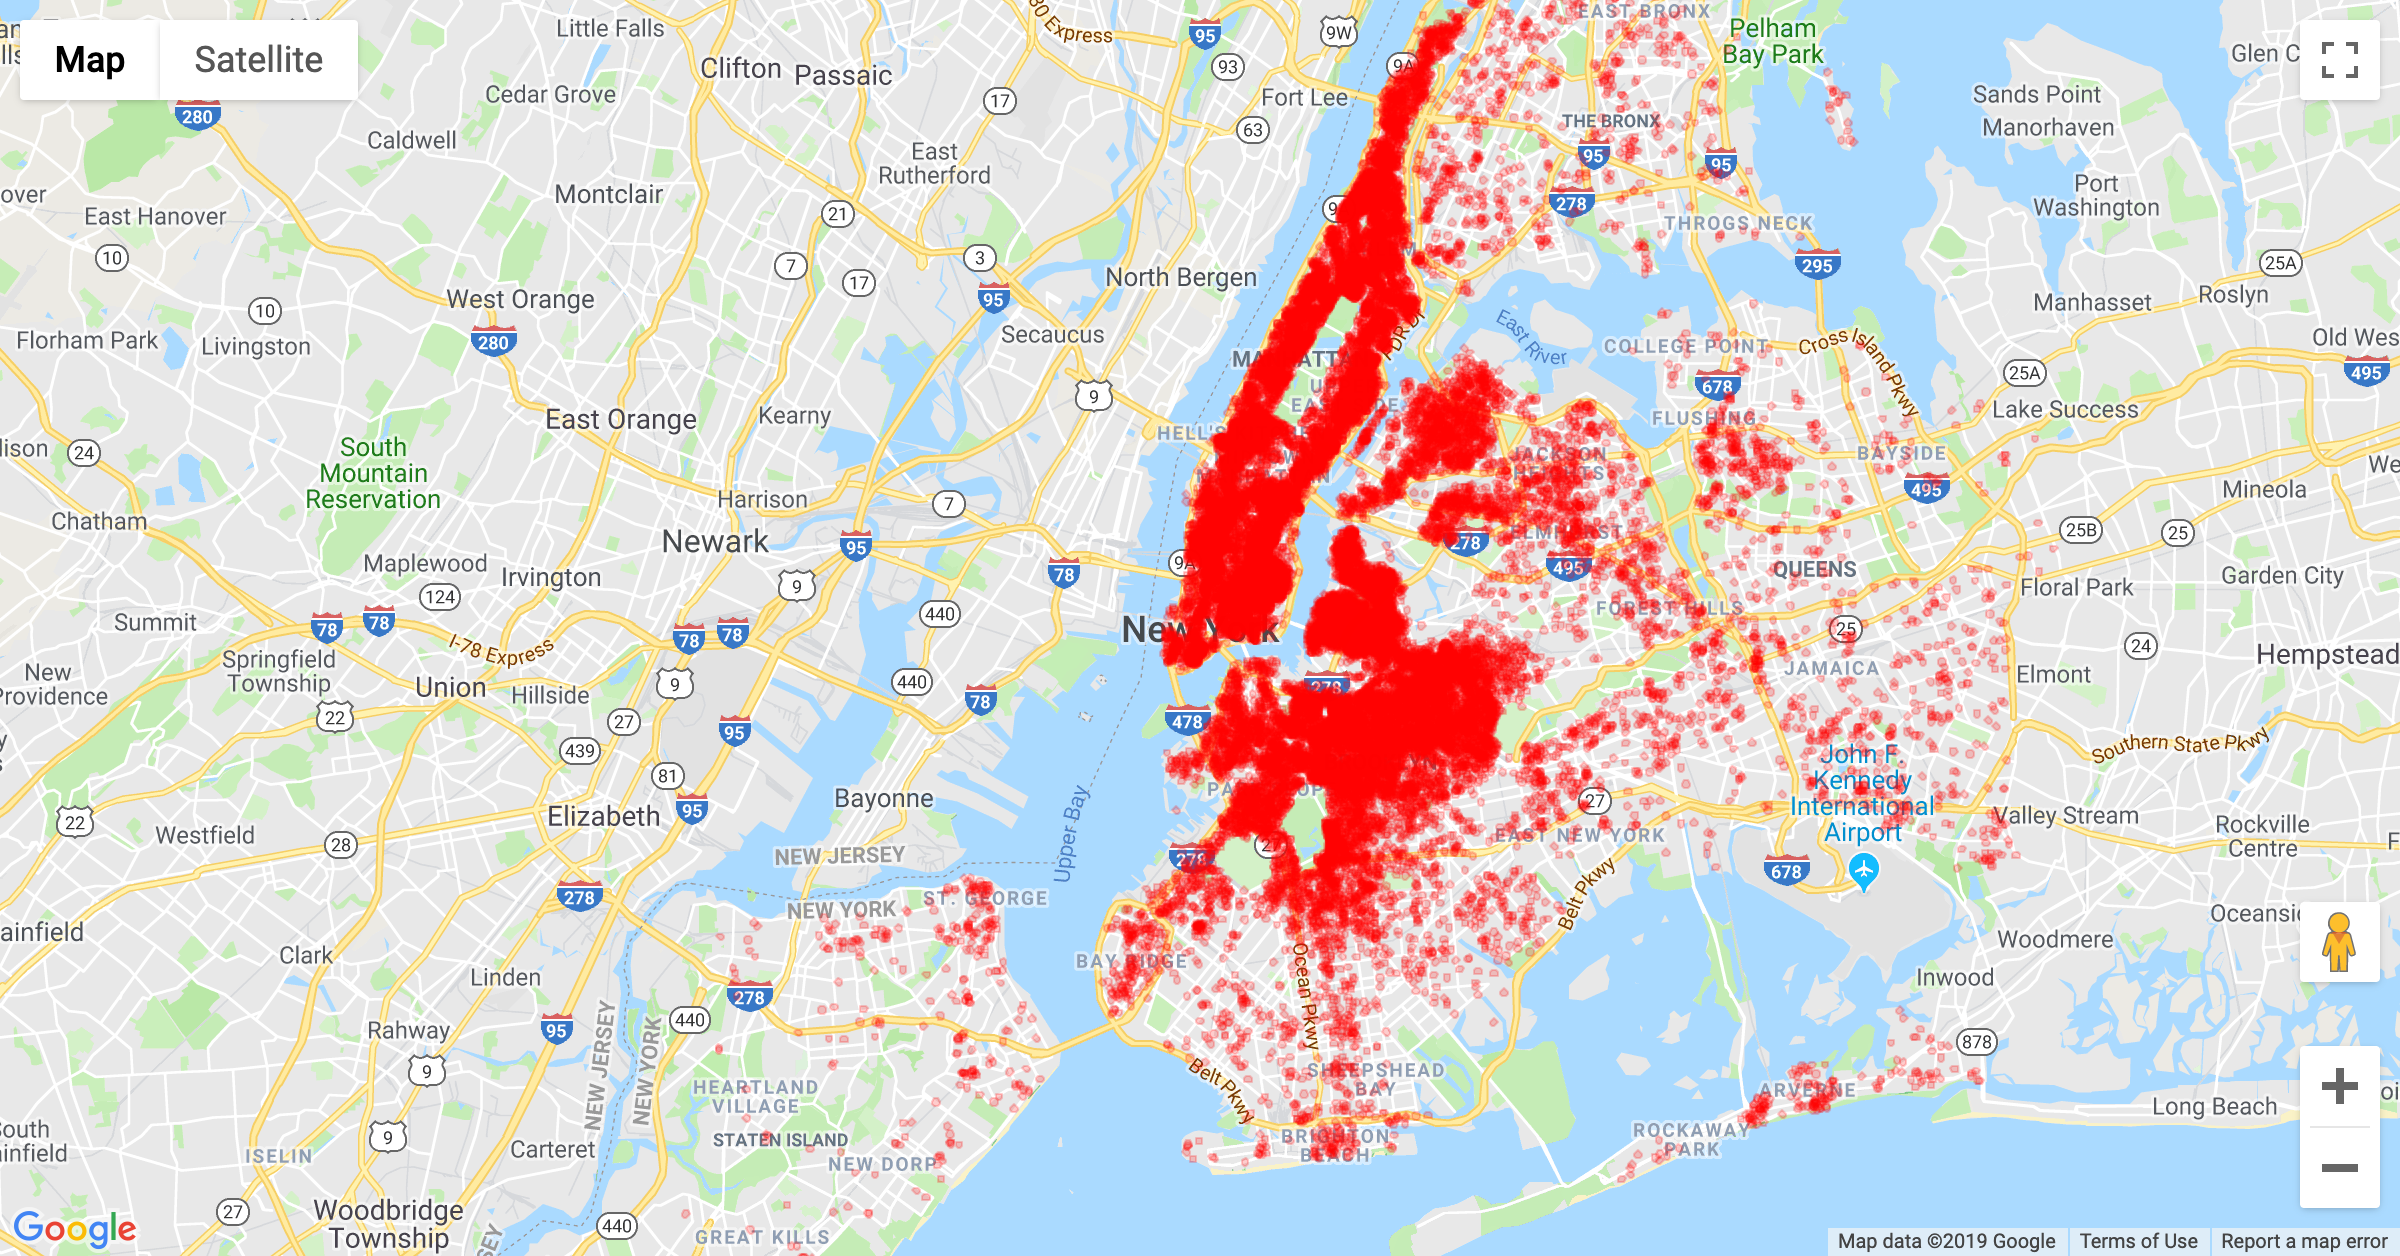 Map
Satellite
Little Falls
80 Express
95
9W
9A
EAST BRONX
Pelham
Bay Park
Glen C
Clifton
Passaic
93
Cedar Grove
17
Fort Lee
Sands Point
Manorhaven
280
Caldwell
63
THE BRONX
95
95
East
Rutherford
Montclair
Port
Washington
over
East Hanover
21
278
THROGS NECK
10
7
3
17
North Bergen
295
25A
West Orange
10
95
Manhasset
Roslyn
Florham Park
Livingston
280
Secaucus
East River
COLLEGE POINT
Cross Island Pkwy
Old Wes
FDR Dr
25A
495
9
678
East Orange
Kearny
FLUSHING
Lake Success
HELL'S
South
Mountain
Reservation
24
BAYSIDE
JACKSON
HEIGHTS
We
Harrison
7
495
Mineola
Chatham
Newark
95
ELMHURST
278
25B
25
Maplewood
Irvington
9
78
9A
495
QUEENS
Floral Park
Garden City
124
440
Summit
78
78
78
78
I-78 Express
New York
FOREST HILLS
25
24
New
Providence
Springfield
Township
Union
Hillside
9
440
78
278
JAMAICA
Elmont
Hempstead
22
27
95
478
439
Southern State Pkwy
81
John F.
Kennedy
International
Airport
22
Westfield
28
Elizabeth
95
Bayonne
27
Valley Stream
Rockville
Centre
EAST NEW YORK
NEW JERSEY
Upper Bay
278
678
278
NEW YORK
ST. GEORGE
Belt Pkwy
Oceansi
ainfield
Clark
Linden
BAY RIDGE
Ocean Pkwy
Woodmere
Inwood
278
Rahway
95
440
NEW JERSEY
NEW YORK
878
9
HEARTLAND
VILLAGE
Belt Pkwy
SHEEPSHEAD
BAY
ARVERNE
Long Beach
South
ainfield
9
Carteret
STATEN ISLAND
BRIGHTON
BEACH
ROCKAWAY
PARK
ISELIN
NEW DORP
27
Woodbridge
Township
440
GREAT KILLS
Google
Map data ©2019 Google
Terms of Use
Report a map error